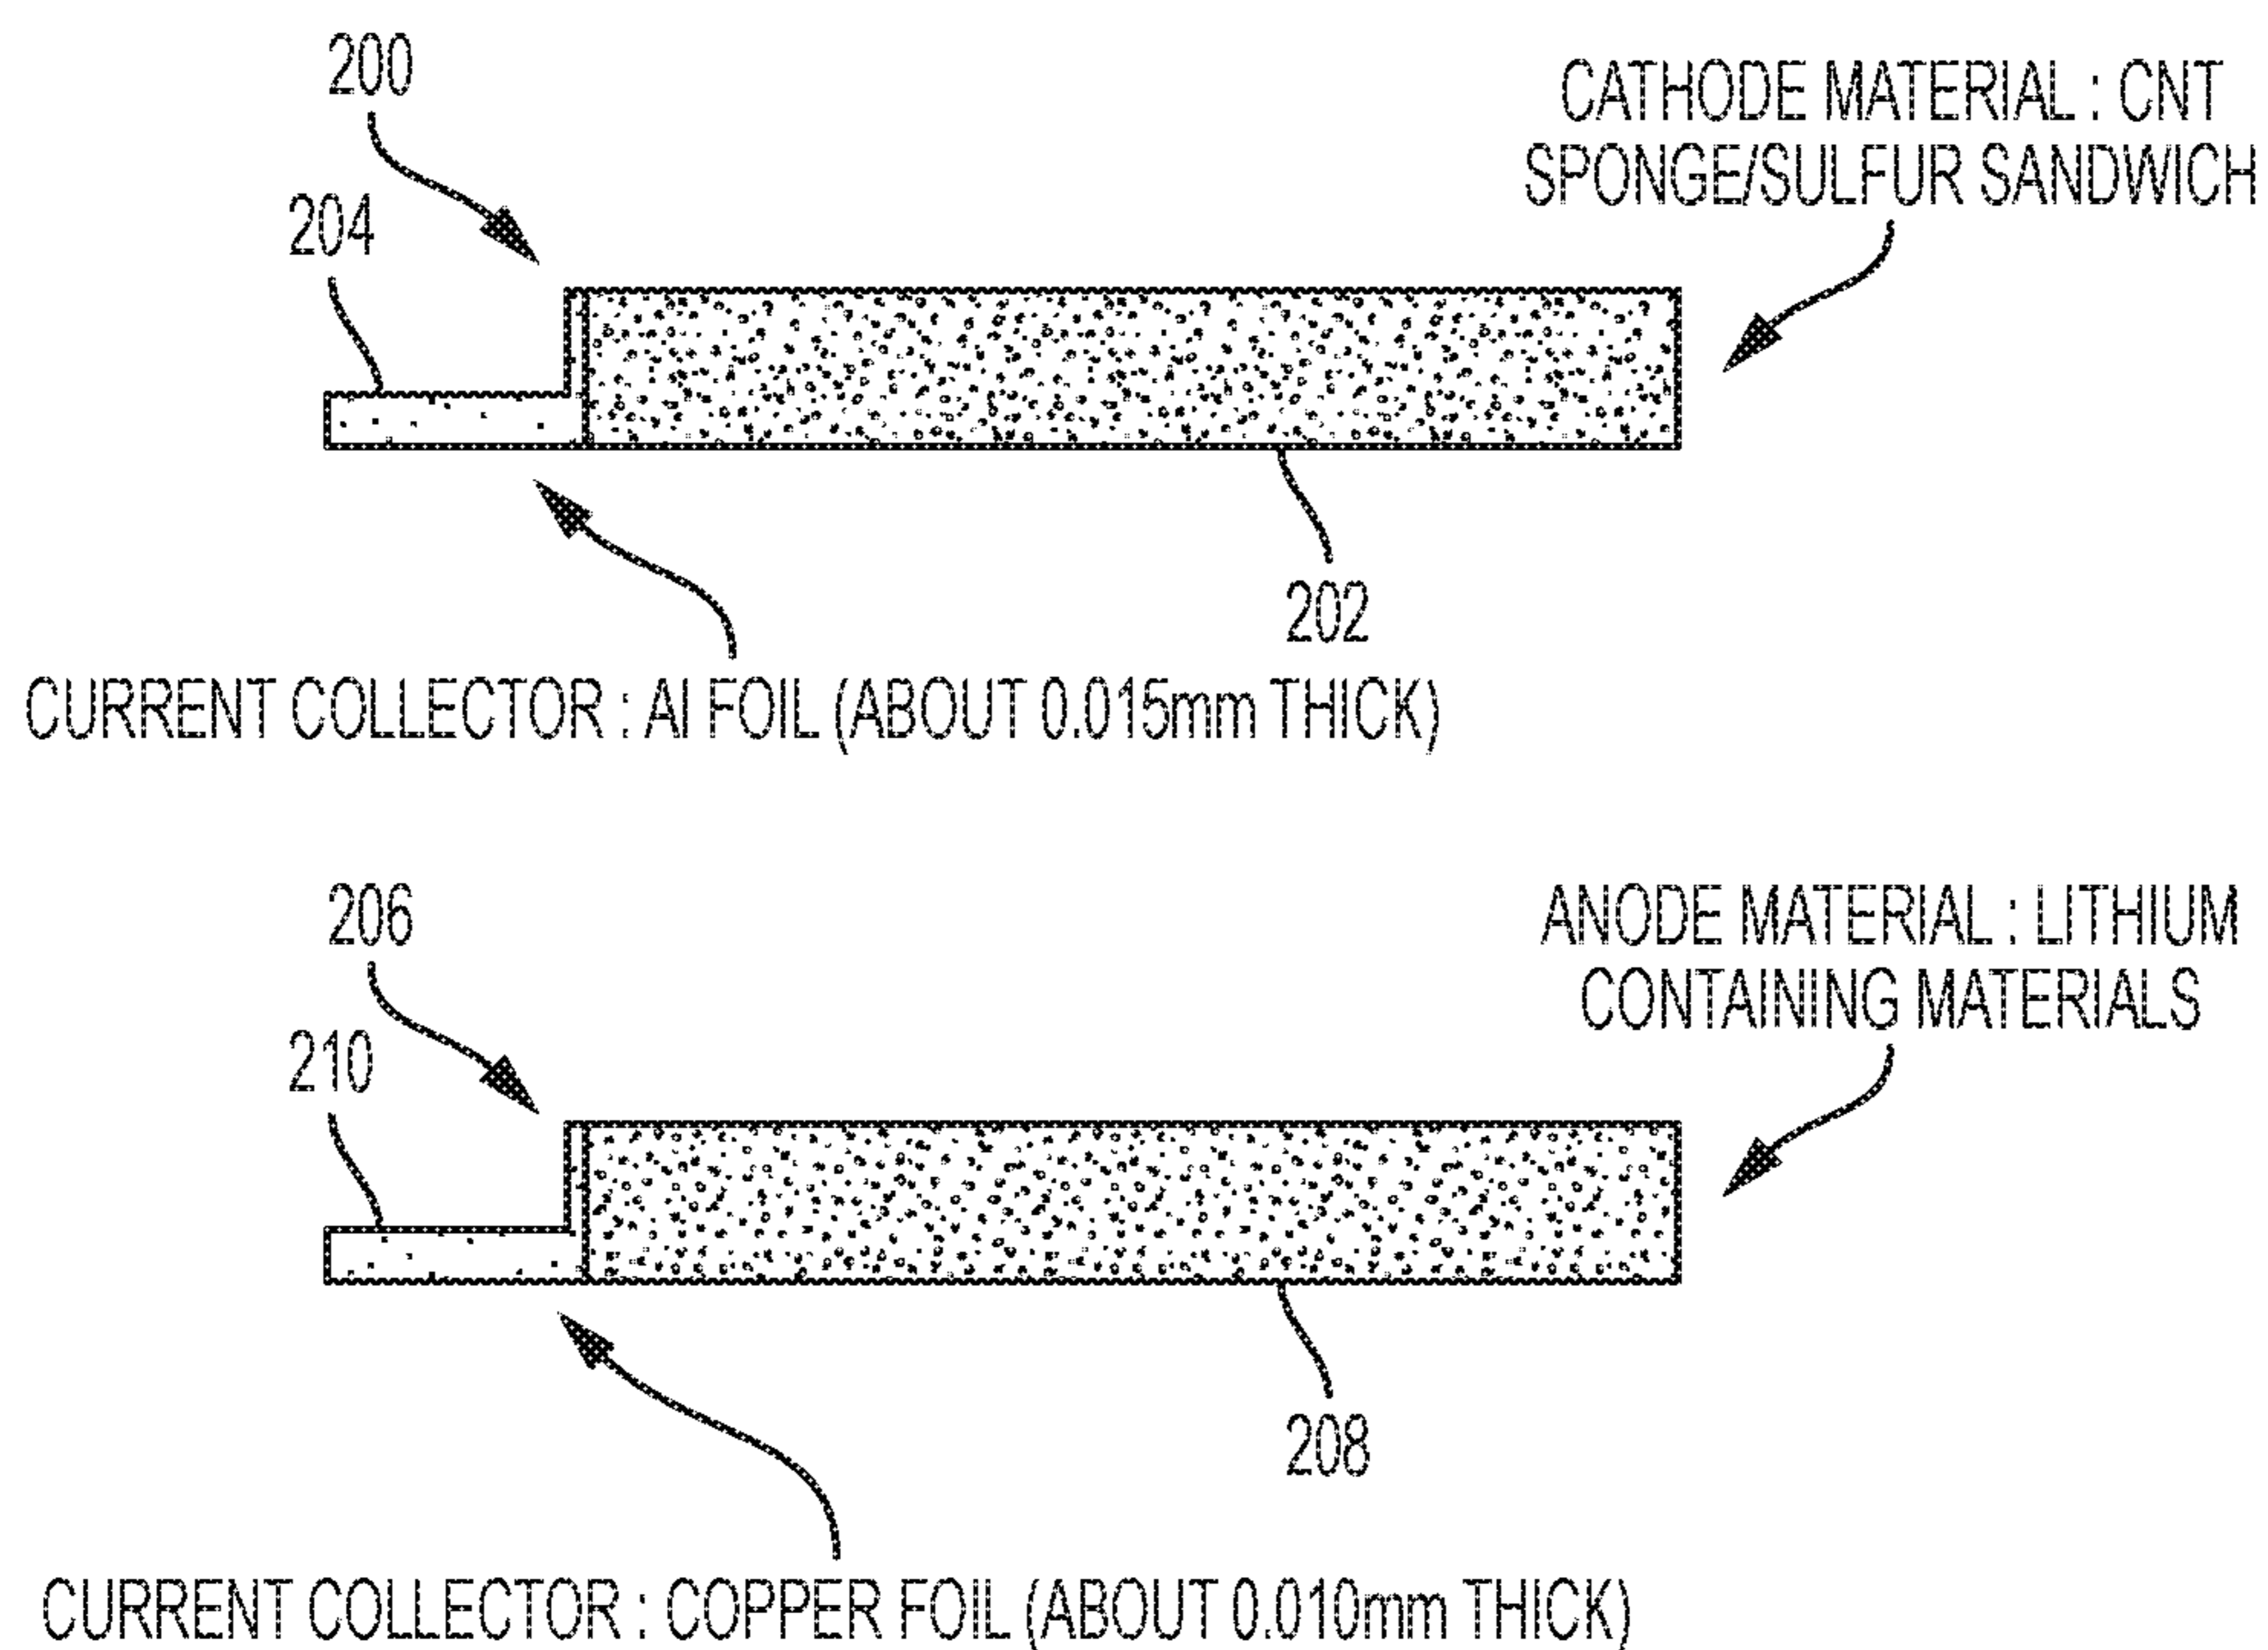 200
CATHODE MATERIAL : CNT
SPONGE/SULFUR SANDWICH
204
202
CURRENT COLLECTOR : Al FOIL (ABOUT 0.015mm THICK)
206
ANODE MATERIAL : LITHIUM
CONTAINING MATERIALS
210
208
CURRENT COLLECTOR : COPPER FOIL (ABOUT 0.010mm THICK)